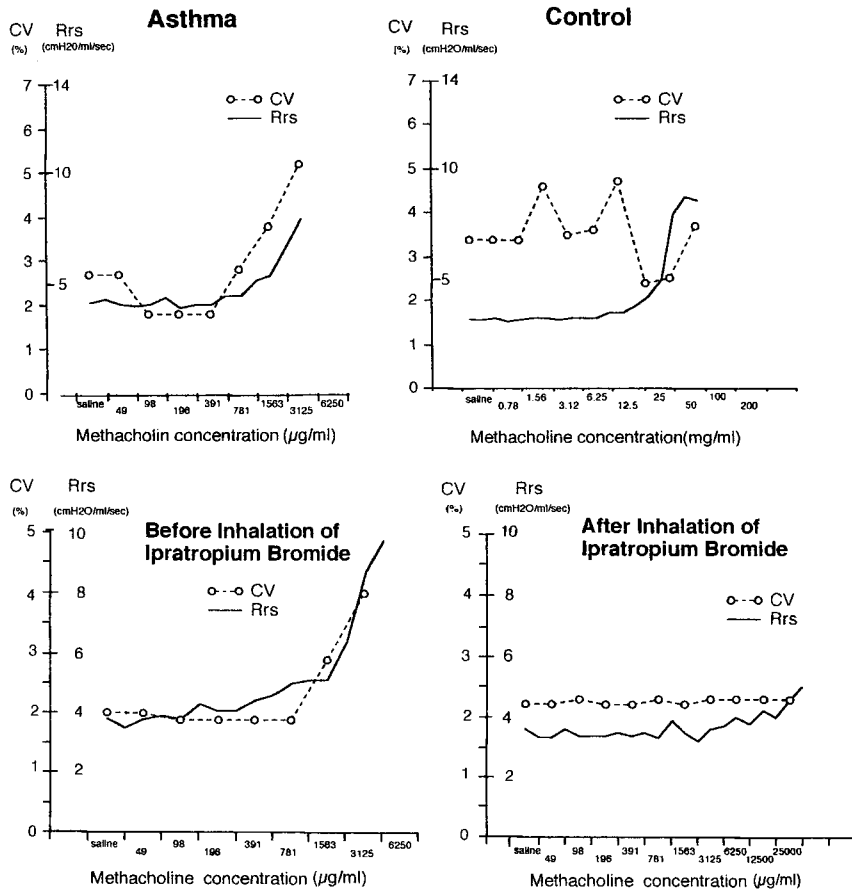 Asthma
CV Rrs
(%) (cmH20/ml/sec)
7 14
6
5 10
4
3
5
2
1
0
CV
Rrs
saline 49 98 196 391 781 1563 3125 6250
Methacholin concentration (µg/ml)
Control
CV Rrs
(%) (cmH2O/ml/sec)
7 14
6
5 10
4
3
5
2
1
0
CV
Rrs
saline 0.78 1.56 3.12 6.25 12.5 25 50 100 200
Methacholine concentration(mg/ml)
CV Rrs
(%) (cmH2O/ml/sec)
Before Inhalation of
Ipratropium Bromide
5 10
4 8
3 6
2 4
1 2
0
CV
Rrs
saline 49 98 196 391 781 1563 3125 6250
Methacholine concentration (µg/ml)
CV Rrs
(%) (cmH2O/ml/sec)
After Inhalation of
Ipratropium Bromide
5 10
4 8
3 6
2 4
1 2
0
CV
Rrs
saline 49 98 196 391 781 1563 3125 6250 12500 25000
Methacholine concentration (µg/ml)